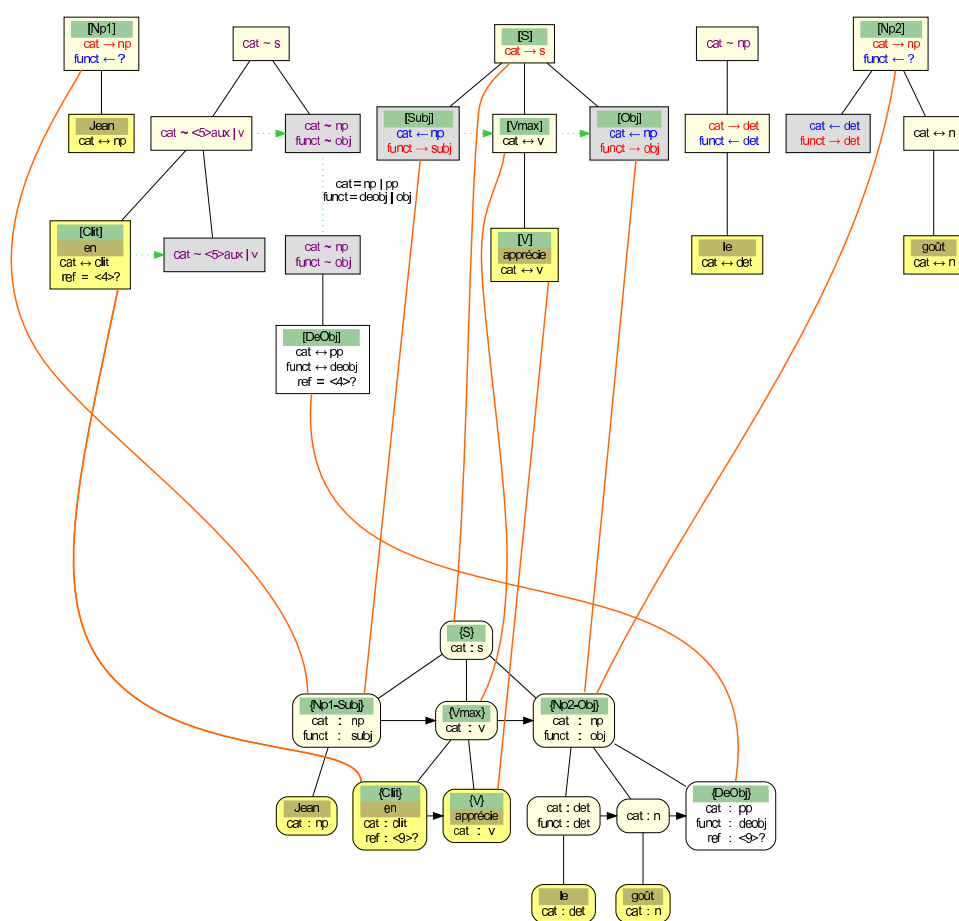 [Np1]
cat → np
funct ← ?
cat ~ s
[S]
cat → s
cat ~ np
[Np2]
cat → np
funct ← ?
Jean
cat ↔ np
cat ~ <5>aux | v
cat ~ np
funct ~ obj
[Subj]
cat ← np
funct → subj
[Vmax]
cat ↔ v
[Obj]
cat ← np
funct → obj
cat → det
funct ← det
cat ← det
funct → det
cat ↔ n
cat = np | pp
funct = deobj | obj
[Clit]
en
cat ↔ clit
ref = <4>?
cat ~ <5>aux | v
cat ~ np
funct ~ obj
[V]
apprécie
cat ↔ v
le
cat ↔ det
goût
cat ↔ n
[DeObj]
cat ↔ pp
funct ↔ deobj
ref = <4>?
{S}
cat : s
{Np1-Subj}
cat : np
funct : subj
{Vmax}
cat : v
{Np2-Obj}
cat : np
funct : obj
Jean
cat : np
{Clit}
en
cat : clit
ref : <9>?
{V}
apprécie
cat : v
cat : det
funct : det
cat : n
{DeObj}
cat : pp
funct : deobj
ref : <9>?
le
cat : det
goût
cat : n